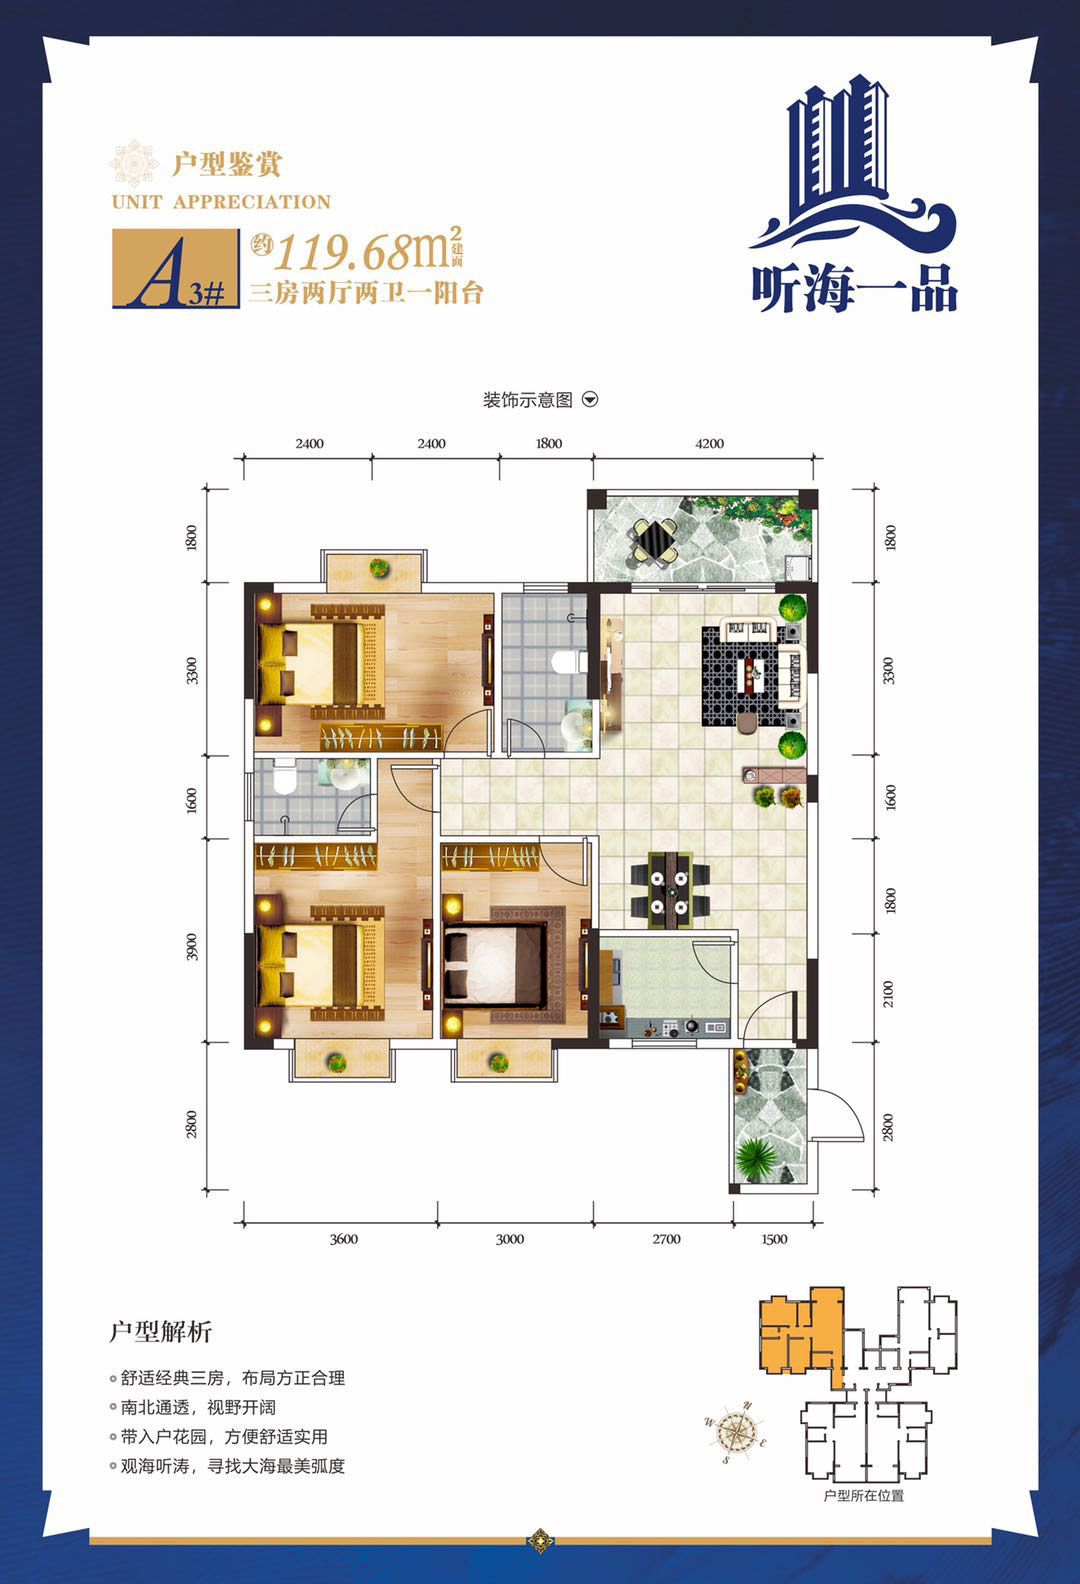 户型鉴赏
UNIT APPRECIATION
A3#
约119.68m²建面
三房两厅两卫一阳台
听海一品
装饰示意图
2400 2400 1800 4200
1800
3300
1600
3900
2800
1800
3300
1600
1800
2100
2800
3600 3000 2700 1500
户型解析
舒适经典三房，布局方正合理
南北通透，视野开阔
带入户花园，方便舒适实用
观海听涛，寻找大海最美弧度
N
W
E
S
户型所在位置